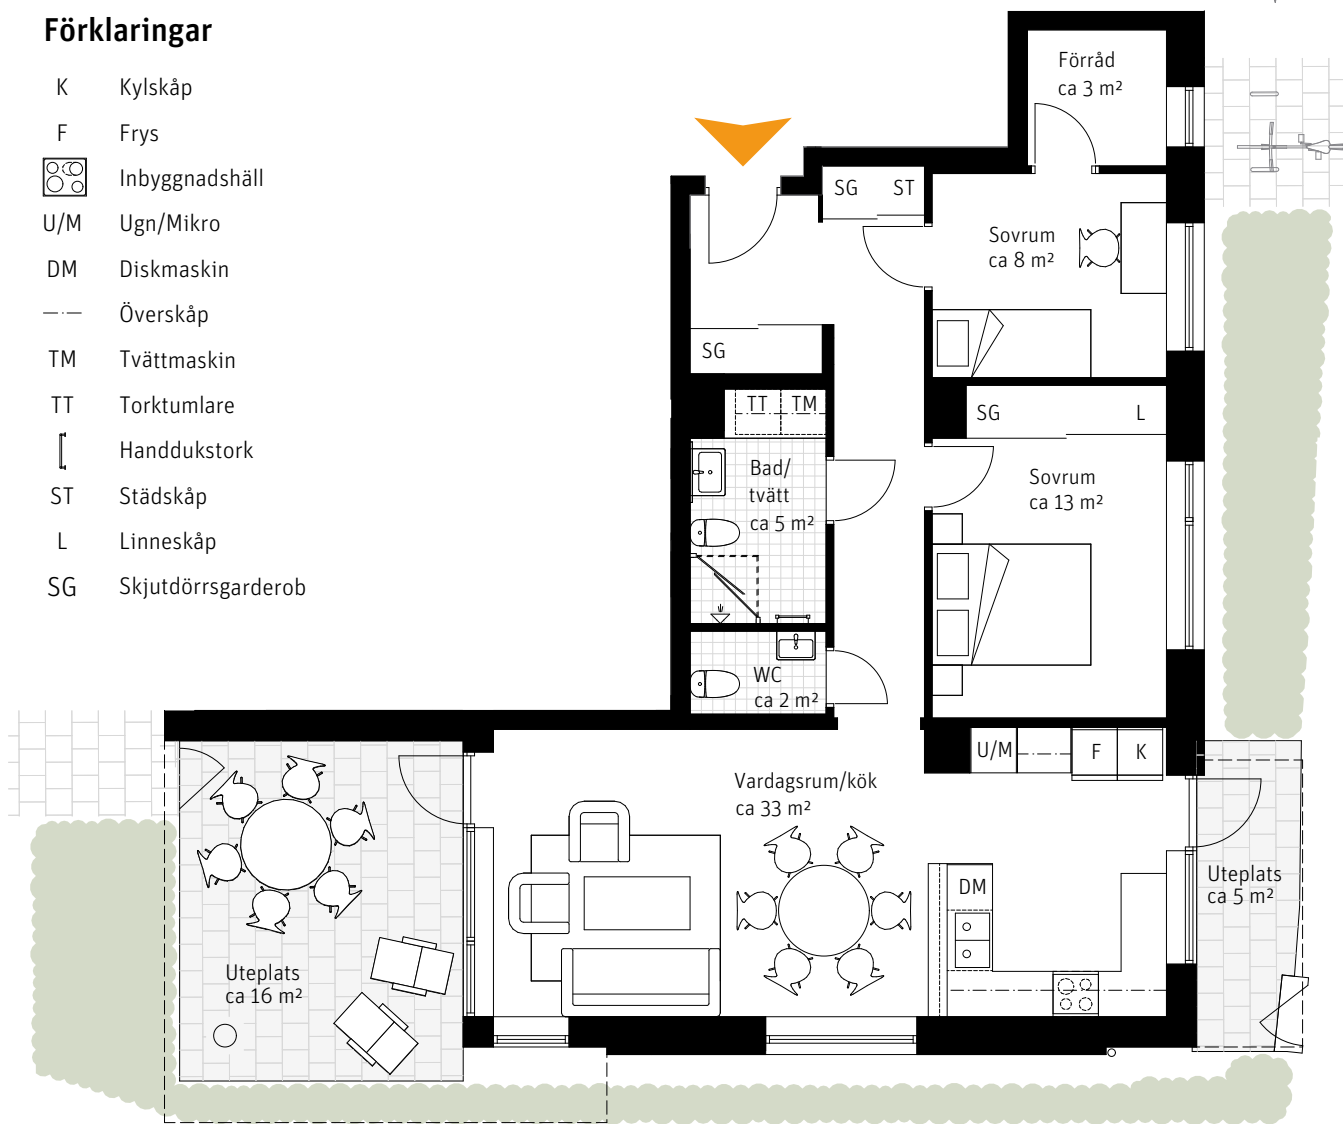 Förklaringar
K Kylskåp
F Frys
Inbyggnadshäll
U/M Ugn/Mikro
DM Diskmaskin
Överskåp
TM Tvättmaskin
TT Torktumlare
Handdukstork
ST Städskåp
L Linneskåp
SG Skjutdörrsgarderob
Förråd
ca 3 m²
SG ST
Sovrum
ca 8 m²
SG
TT TM
SG L
Bad/
tvätt
ca 5 m²
Sovrum
ca 13 m²
WC
ca 2 m²
U/M F K
Vardagsrum/kök
ca 33 m²
DM
Uteplats
ca 5 m²
Uteplats
ca 16 m²